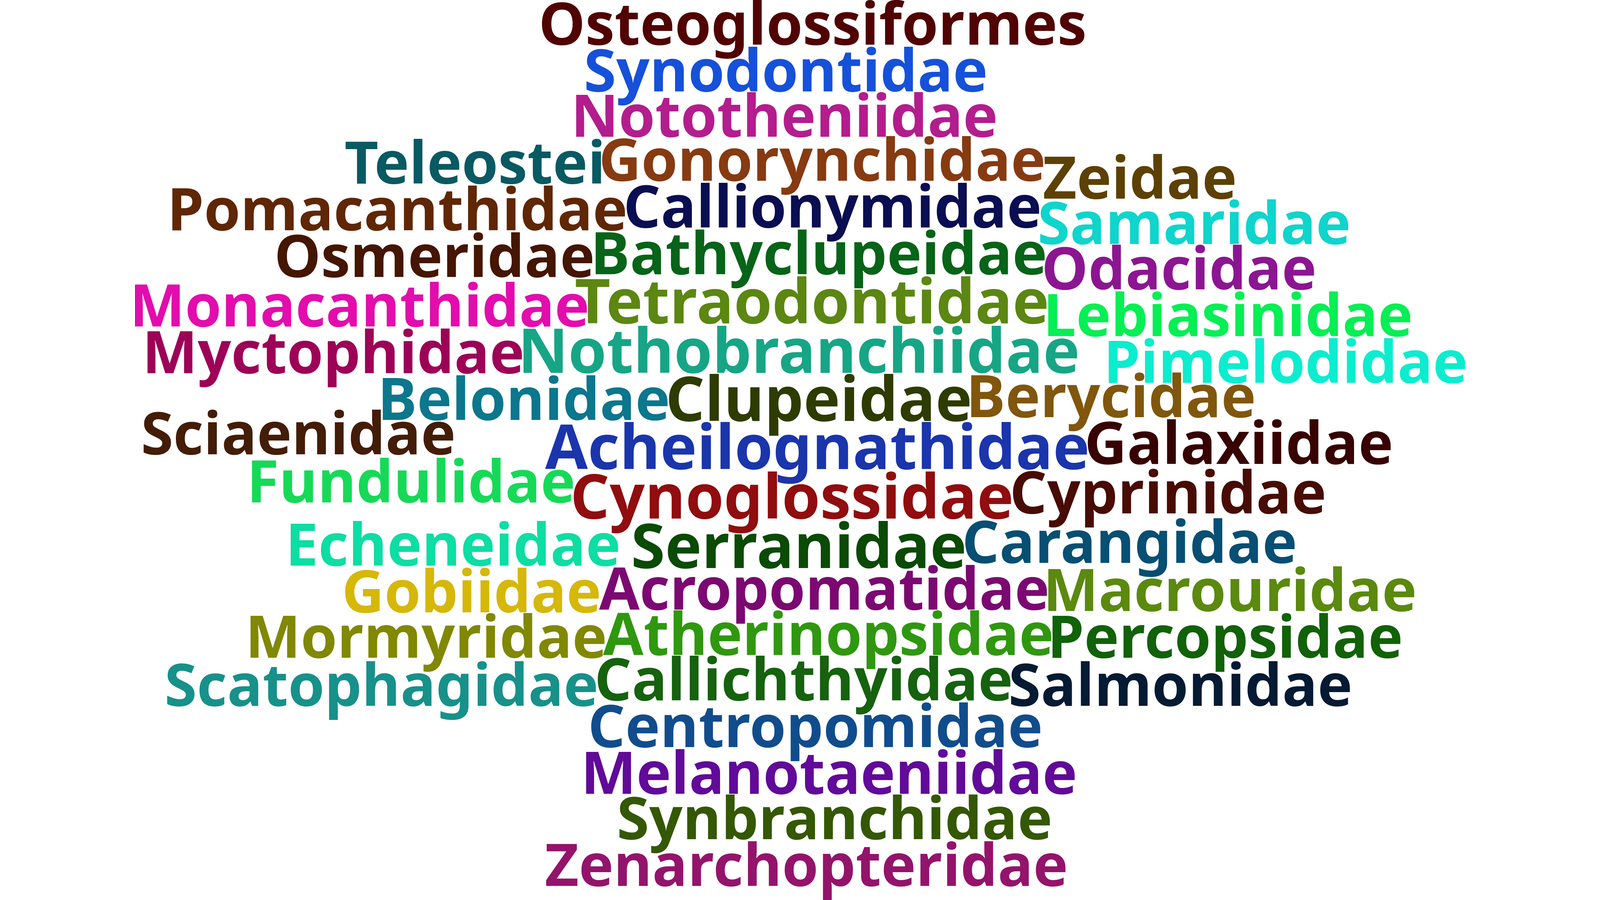 Osteoglossiformes
Synodontidae
Nototheniidae
Teleostei Gonorynchidae Zeidae
Pomacanthidae Callionymidae Samaridae
Osmeridae Bathyclupeidae Odacidae
Monacanthidae Tetraodontidae Lebiasinidae
Myctophidae Nothobranchiidae Pimelodidae
Belonidae Clupeidae Berycidae
Sciaenidae Acheilognathidae Galaxiidae
Fundulidae Cynoglossidae Cyprinidae
Echeneidae Serranidae Carangidae
Gobiidae Acropomatidae Macrouridae
Mormyridae Atherinopsidae Percopsidae
Scatophagidae Callichthyidae Salmonidae
Centropomidae
Melanotaeniidae
Synbranchidae
Zenarchopteridae